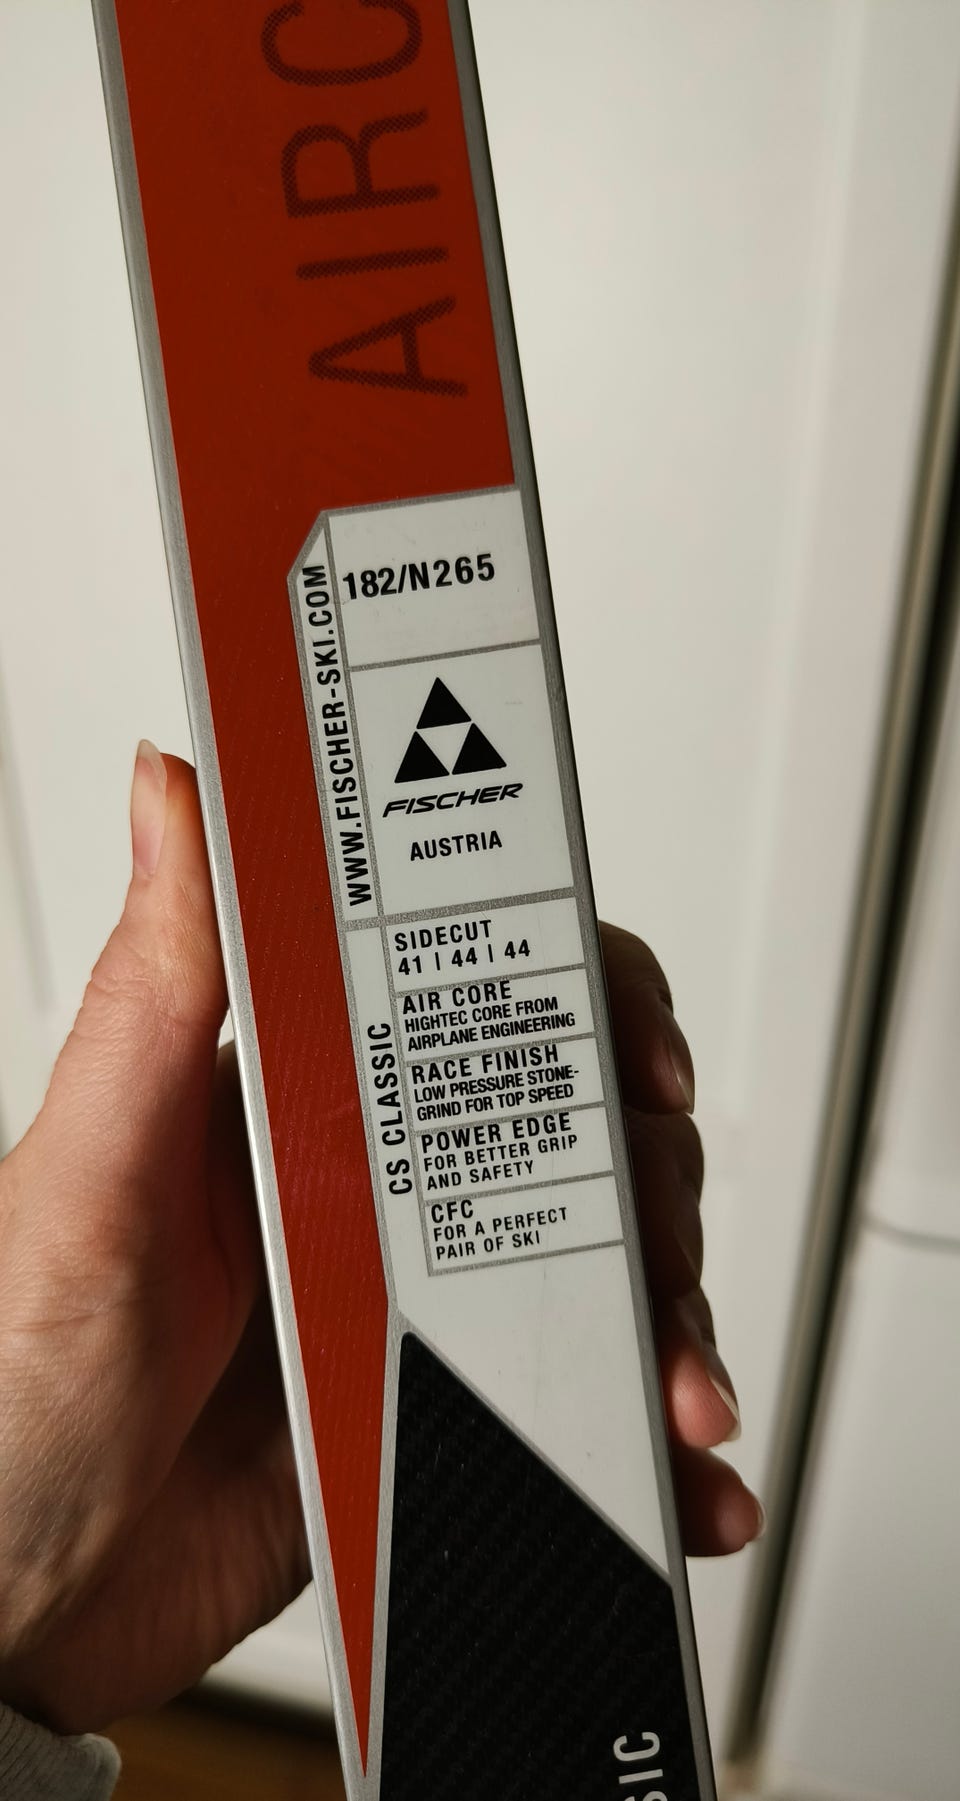 AIRC
182/N265
WWW.FISCHER-SKI.COM
FISCHER
AUSTRIA
CS CLASSIC
SIDECUT
41 | 44 | 44
AIR CORE
HIGHTEC CORE FROM
AIRPLANE ENGINEERING
RACE FINISH
LOW PRESSURE STONE-
GRIND FOR TOP SPEED
POWER EDGE
FOR BETTER GRIP
AND SAFETY
CFC
FOR A PERFECT
PAIR OF SKI
SIC